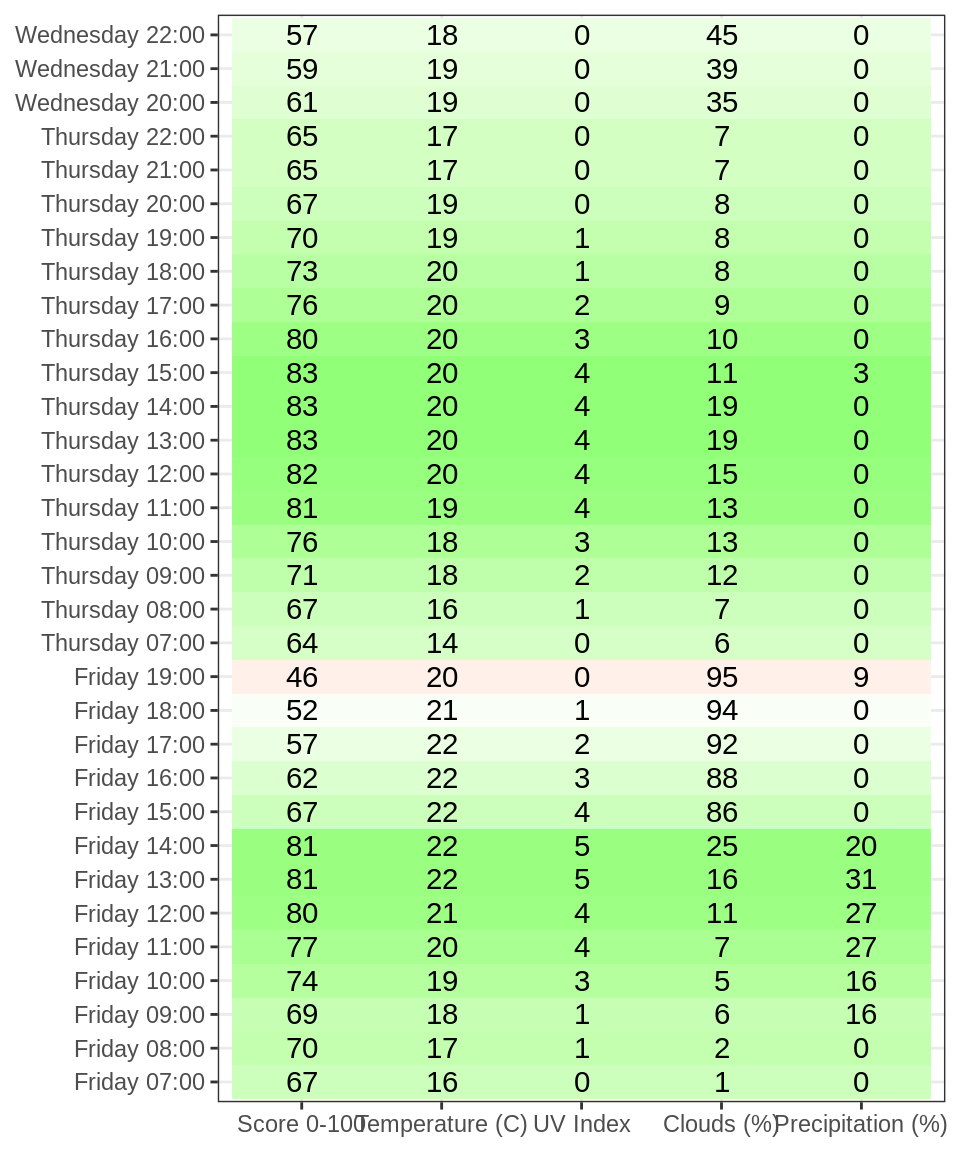 Wednesday 22:00 57 18 0 45 0
Wednesday 21:00 59 19 0 39 0
Wednesday 20:00 61 19 0 35 0
Thursday 22:00 65 17 0 7 0
Thursday 21:00 65 17 0 7 0
Thursday 20:00 67 19 0 8 0
Thursday 19:00 70 19 1 8 0
Thursday 18:00 73 20 1 8 0
Thursday 17:00 76 20 2 9 0
Thursday 16:00 80 20 3 10 0
Thursday 15:00 83 20 4 11 3
Thursday 14:00 83 20 4 19 0
Thursday 13:00 83 20 4 19 0
Thursday 12:00 82 20 4 15 0
Thursday 11:00 81 19 4 13 0
Thursday 10:00 76 18 3 13 0
Thursday 09:00 71 18 2 12 0
Thursday 08:00 67 16 1 7 0
Thursday 07:00 64 14 0 6 0
Friday 19:00 46 20 0 95 9
Friday 18:00 52 21 1 94 0
Friday 17:00 57 22 2 92 0
Friday 16:00 62 22 3 88 0
Friday 15:00 67 22 4 86 0
Friday 14:00 81 22 5 25 20
Friday 13:00 81 22 5 16 31
Friday 12:00 80 21 4 11 27
Friday 11:00 77 20 4 7 27
Friday 10:00 74 19 3 5 16
Friday 09:00 69 18 1 6 16
Friday 08:00 70 17 1 2 0
Friday 07:00 67 16 0 1 0
Score 0-100 Temperature (C) UV Index Clouds (%) Precipitation (%)